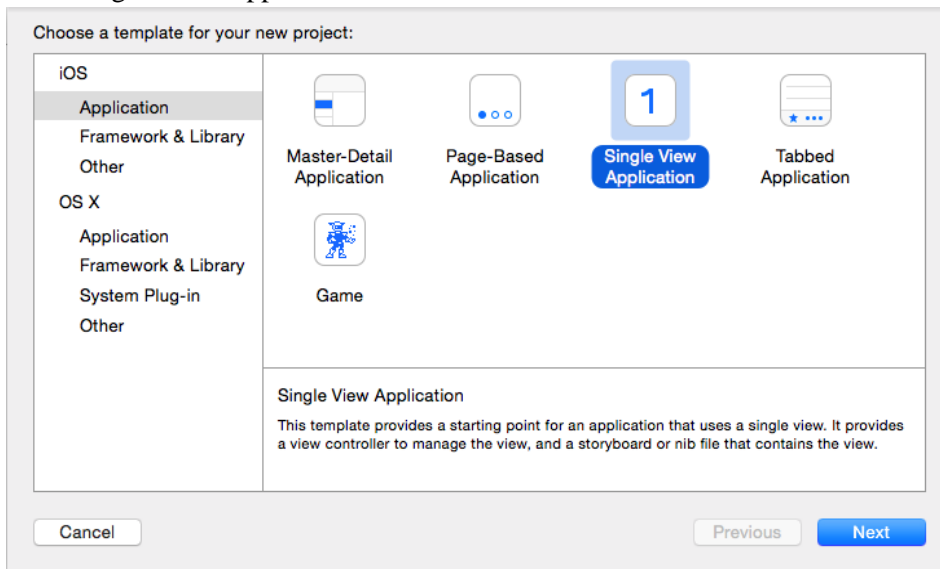 Choose a template for your new project:
iOS
Application
Framework & Library
Other
OS X
Application
Framework & Library
System Plug-in
Other
Master-Detail
Application
Page-Based
Application
1
Single View
Application
Tabbed
Application
Game
Single View Application
This template provides a starting point for an application that uses a single view. It provides
a view controller to manage the view, and a storyboard or nib file that contains the view.
Cancel
Previous
Next